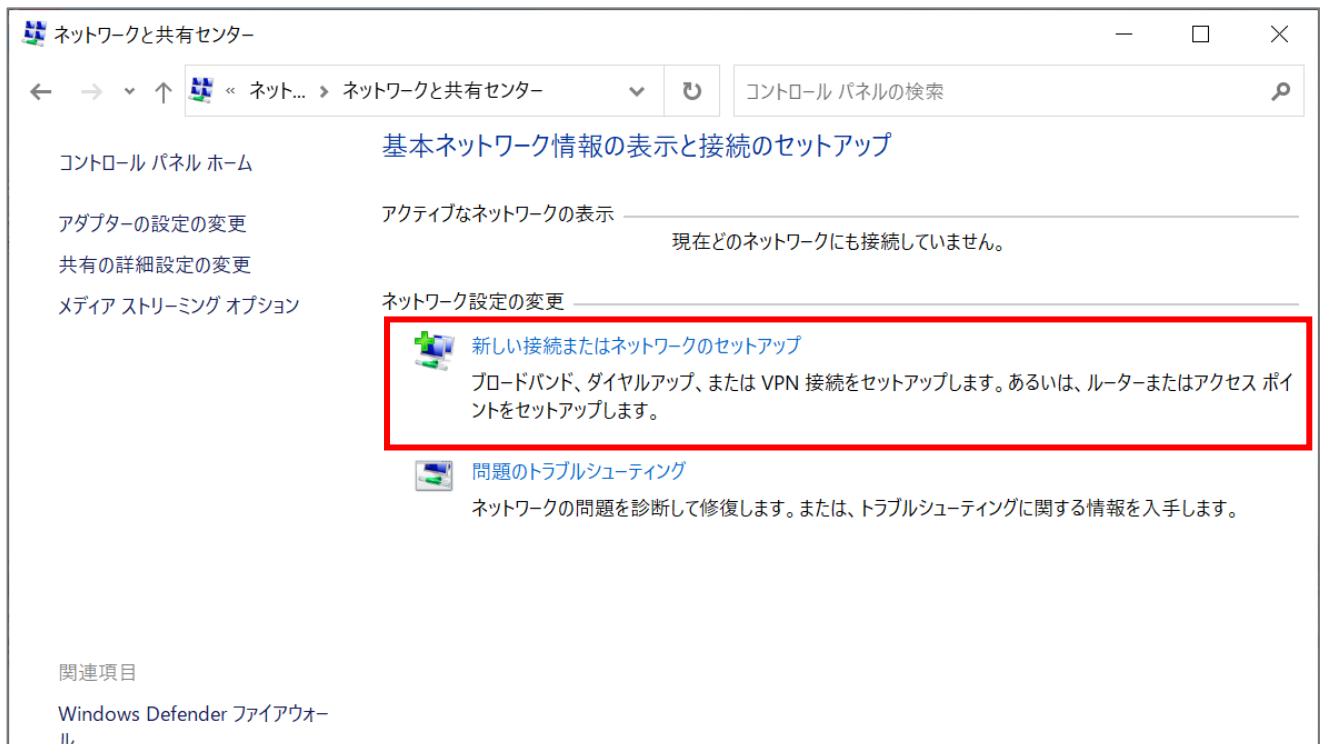 ネットワークと共有センター
« ネット... › ネットワークと共有センター
コントロール パネルの検索
コントロール パネル ホーム
アダプターの設定の変更
共有の詳細設定の変更
メディア ストリーミング オプション
基本ネットワーク情報の表示と接続のセットアップ
アクティブなネットワークの表示
現在どのネットワークにも接続していません。
ネットワーク設定の変更
新しい接続またはネットワークのセットアップ
ブロードバンド、ダイヤルアップ、または VPN 接続をセットアップします。あるいは、ルーターまたはアクセス ポイ
ントをセットアップします。
問題のトラブルシューティング
ネットワークの問題を診断して修復します。または、トラブルシューティングに関する情報を入手します。
関連項目
Windows Defender ファイアウォー
ル